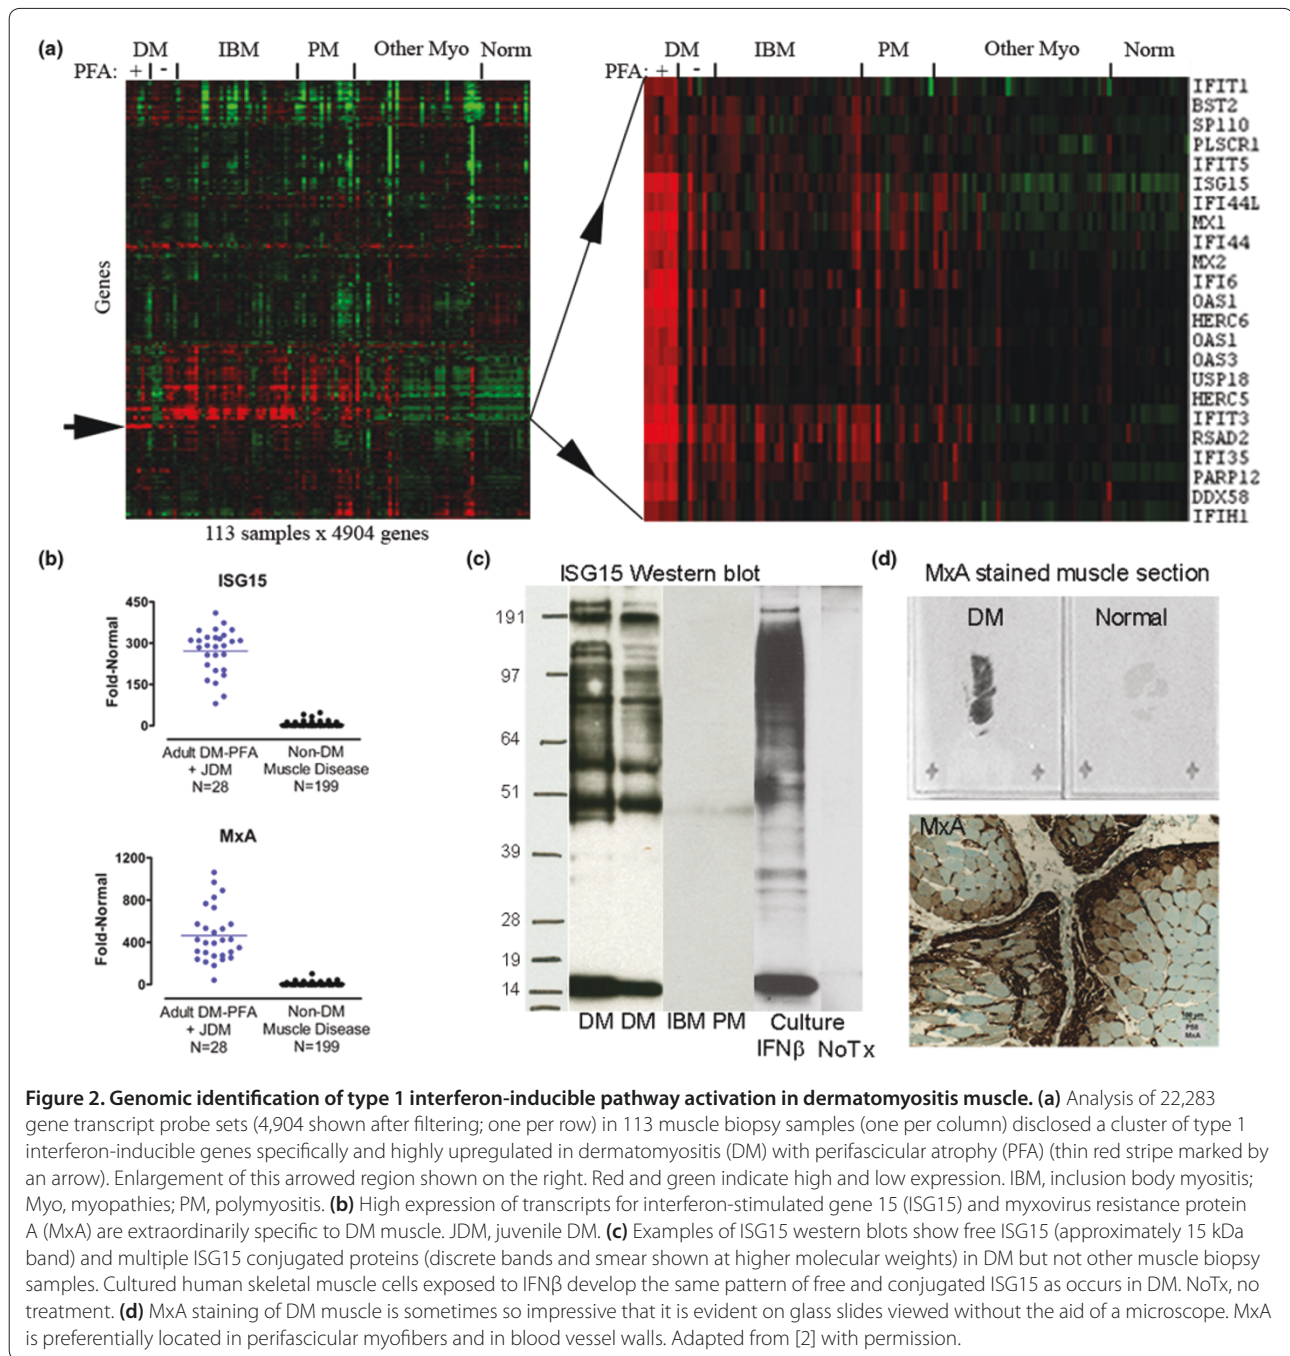 (a)
DM IBM PM Other Myo Norm
PFA: + -
Genes
113 samples x 4904 genes
DM IBM PM Other Myo Norm
PFA: + -
IFIT1
BST2
SP110
PLSCR1
IFIT5
ISG15
IFI44L
MX1
IFI44
MX2
IFI6
OAS1
HERC6
OAS1
OAS3
USP18
HERC5
IFIT3
RSAD2
IFI35
PARP12
DDX58
IFIH1
(b)
ISG15
Fold-Normal
450
300
150
0
Adult DM-PFA
+ JDM
N=28
Non-DM
Muscle Disease
N=199
MxA
Fold-Normal
1200
800
400
0
Adult DM-PFA
+ JDM
N=28
Non-DM
Muscle Disease
N=199
(c)
ISG15 Western blot
191
97
64
51
39
28
19
14
DM DM IBM PM Culture
IFNβ NoTx
(d)
MxA stained muscle section
DM Normal
MxA
100 µm
P58
MxA
Figure 2. Genomic identification of type 1 interferon-inducible pathway activation in dermatomyositis muscle. (a) Analysis of 22,283
gene transcript probe sets (4,904 shown after filtering; one per row) in 113 muscle biopsy samples (one per column) disclosed a cluster of type 1
interferon-inducible genes specifically and highly upregulated in dermatomyositis (DM) with perifascicular atrophy (PFA) (thin red stripe marked by
an arrow). Enlargement of this arrowed region shown on the right. Red and green indicate high and low expression. IBM, inclusion body myositis;
Myo, myopathies; PM, polymyositis. (b) High expression of transcripts for interferon-stimulated gene 15 (ISG15) and myxovirus resistance protein
A (MxA) are extraordinarily specific to DM muscle. JDM, juvenile DM. (c) Examples of ISG15 western blots show free ISG15 (approximately 15 kDa
band) and multiple ISG15 conjugated proteins (discrete bands and smear shown at higher molecular weights) in DM but not other muscle biopsy
samples. Cultured human skeletal muscle cells exposed to IFNβ develop the same pattern of free and conjugated ISG15 as occurs in DM. NoTx, no
treatment. (d) MxA staining of DM muscle is sometimes so impressive that it is evident on glass slides viewed without the aid of a microscope. MxA
is preferentially located in perifascicular myofibers and in blood vessel walls. Adapted from [2] with permission.